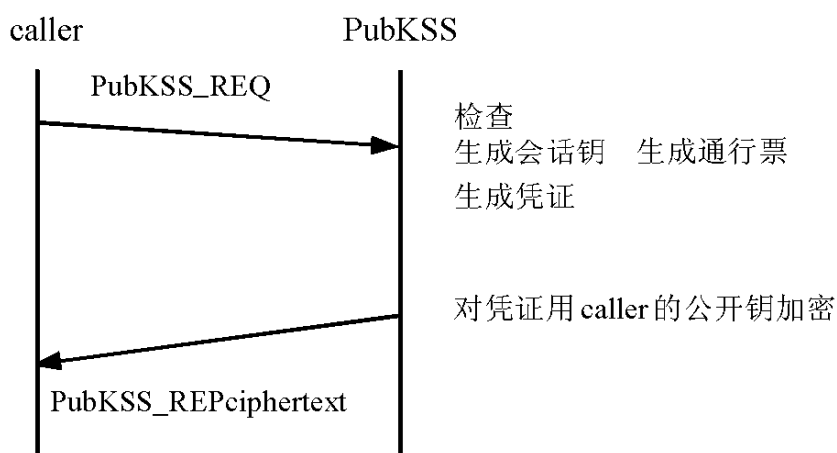 caller PubKSS
PubKSS_REQ
检查
生成会话钥 生成通行票
生成凭证
对凭证用caller的公开钥加密
PubKSS_REPciphertext